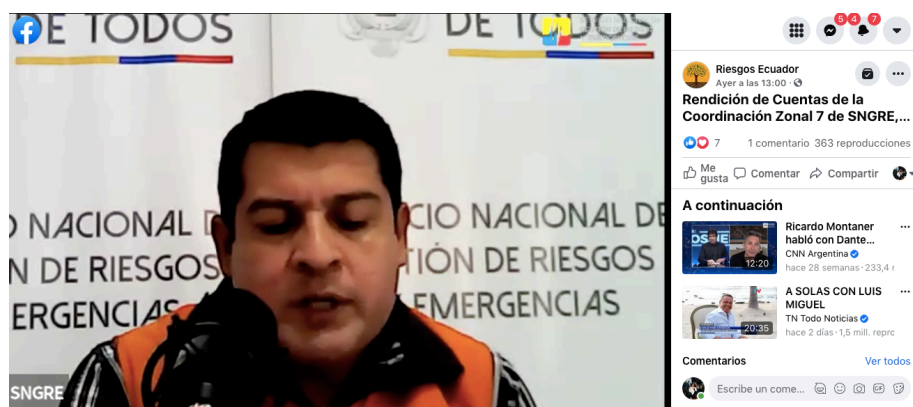 DE TODOS
DE TODOS
NACIONAL D
CIO NACIONAL DE
N DE RIESGOS
TIÓN DE RIESGOS
ERGENCIAS
EMERGENCIAS
SNGRE
5
4
7
Riesgos Ecuador
Ayer a las 13:00 ·
Rendición de Cuentas de la
Coordinación Zonal 7 de SNGRE,...
7
1 comentario 363 reproducciones
Me gusta
Comentar
Compartir
A continuación
12:20
Ricardo Montaner
habló con Dante...
CNN Argentina
hace 28 semanas · 233,4 r
20:35
A SOLAS CON LUIS
MIGUEL
TN Todo Noticias
hace 2 días · 1,5 mill. repro
Comentarios
Ver todos
Escribe un come...
GIF